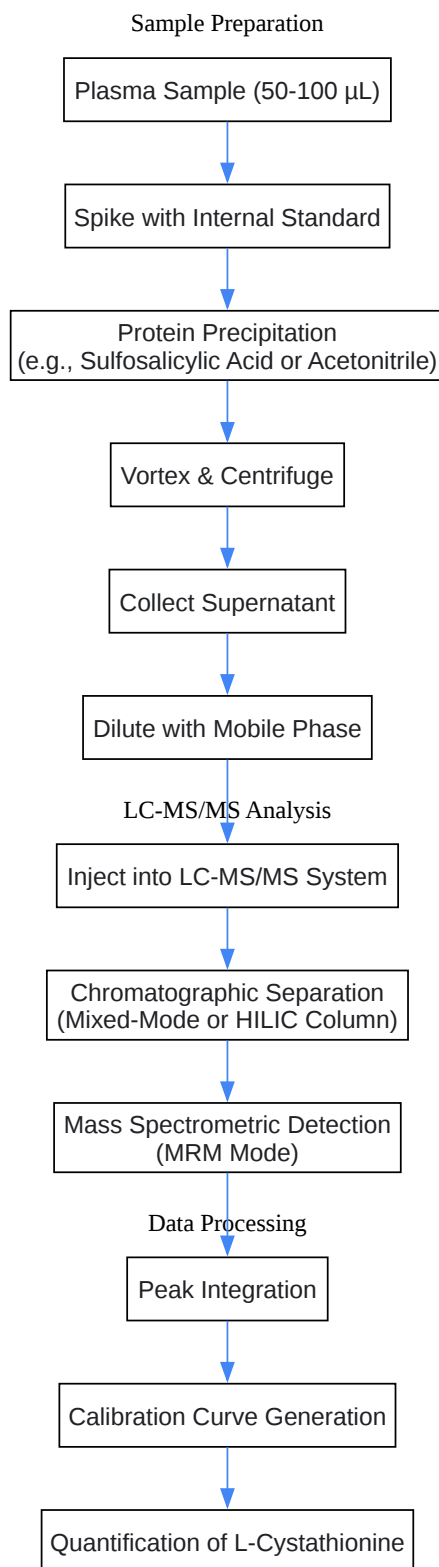 Sample Preparation
Plasma Sample (50-100 µL)
Spike with Internal Standard
Protein Precipitation
(e.g., Sulfosalicylic Acid or Acetonitrile)
Vortex & Centrifuge
Collect Supernatant
Dilute with Mobile Phase
LC-MS/MS Analysis
Inject into LC-MS/MS System
Chromatographic Separation
(Mixed-Mode or HILIC Column)
Mass Spectrometric Detection
(MRM Mode)
Data Processing
Peak Integration
Calibration Curve Generation
Quantification of L-Cystathionine